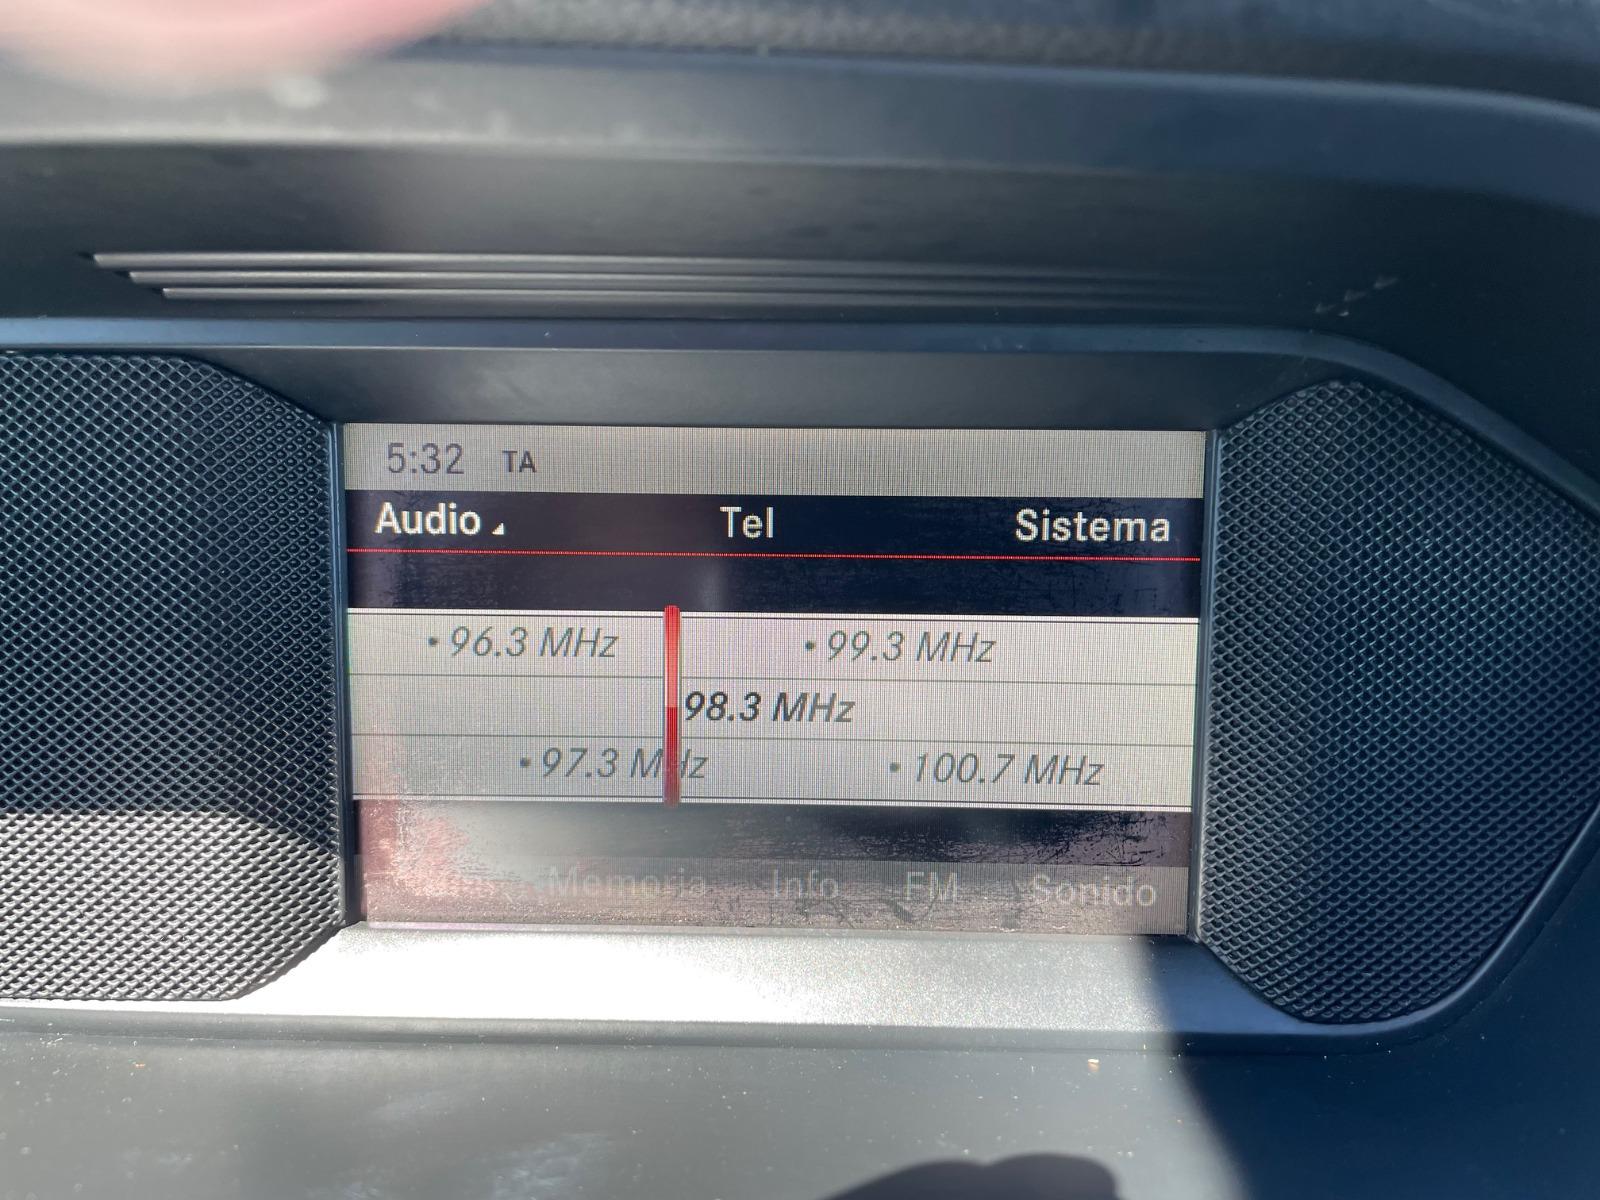 5:32 TA
Audio Tel Sistema
• 96.3 MHz • 99.3 MHz
98.3 MHz
• 97.3 MHz • 100.7 MHz
Memoria Info FM Sonido